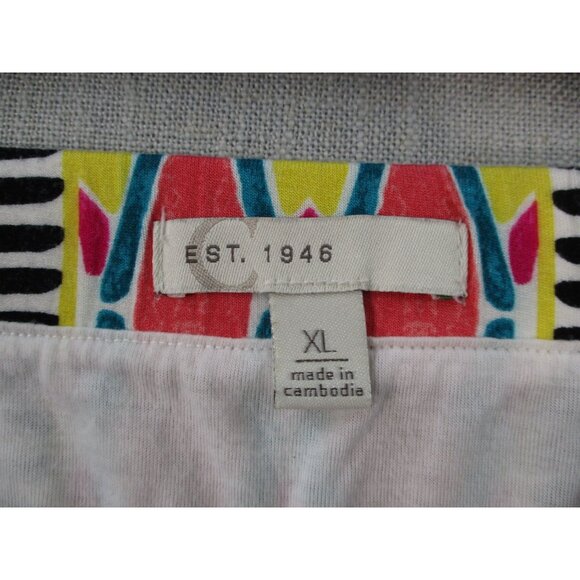 C
EST. 1946
XL
made in
cambodia